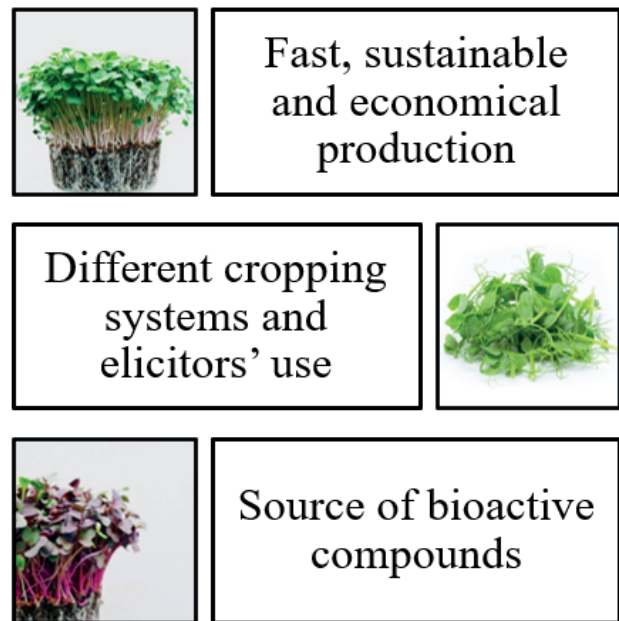 Fast, sustainable
and economical
production
Different cropping
systems and
elicitors’ use
Source of bioactive
compounds